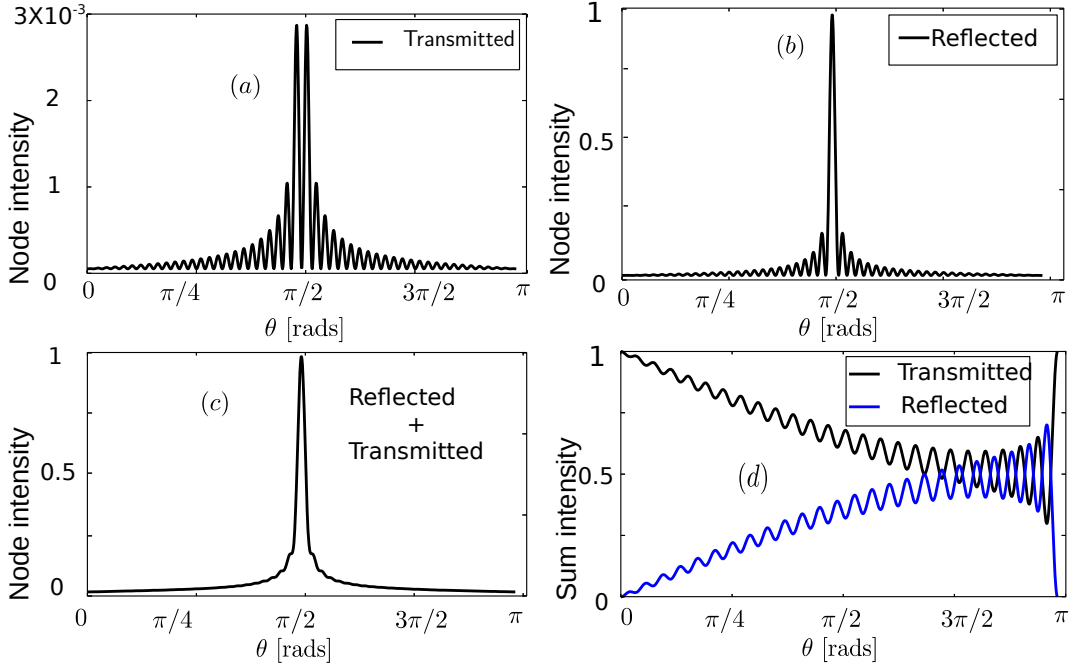 3X10-3
Transmitted
(a)
2
1
0
Node intensity
0
π/4
π/2
3π/2
π
θ [rads]
1
Reflected
(b)
0.5
0
Node intensity
0
π/4
π/2
3π/2
π
θ [rads]
1
(c)
Reflected
+
Transmitted
0.5
0
Node intensity
0
π/4
π/2
3π/2
π
θ [rads]
1
Transmitted
Reflected
(d)
0.5
0
Sum intensity
0
π/4
π/2
3π/2
π
θ [rads]